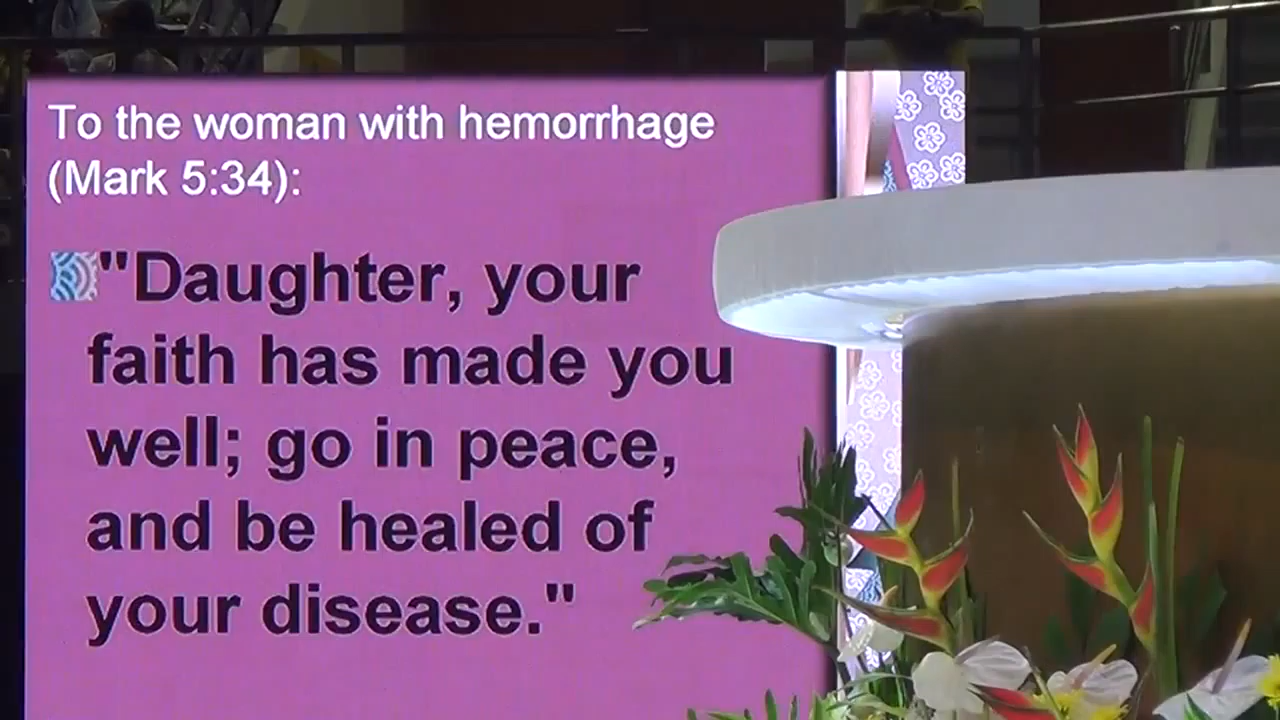 To the woman with hemorrhage
(Mark 5:34):
"Daughter, your
faith has made you
well; go in peace,
and be healed of
your disease."